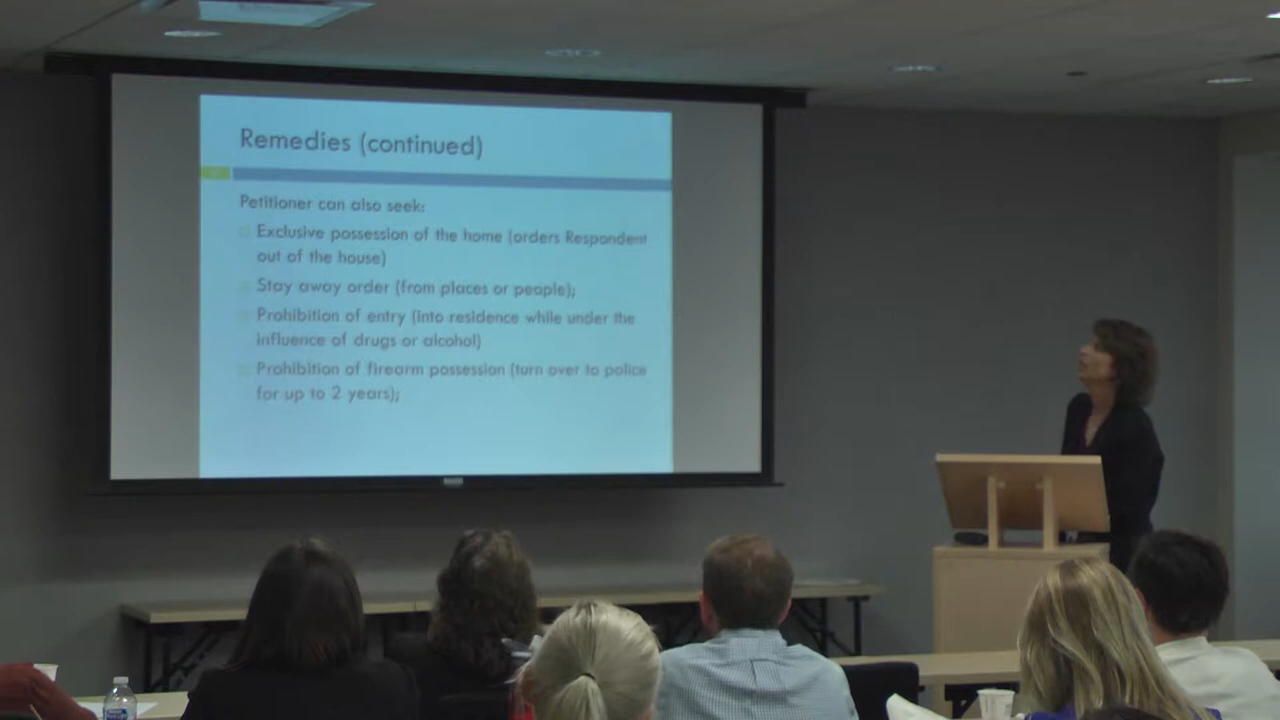 Remedies (continued)
Petitioner can also seek:
Exclusive possession of the home (orders Respondent
out of the house)
Stay away order (from places or people);
Prohibition of entry (into residence while under the
influence of drugs or alcohol)
Prohibition of firearm possession (turn over to police
for up to 2 years);